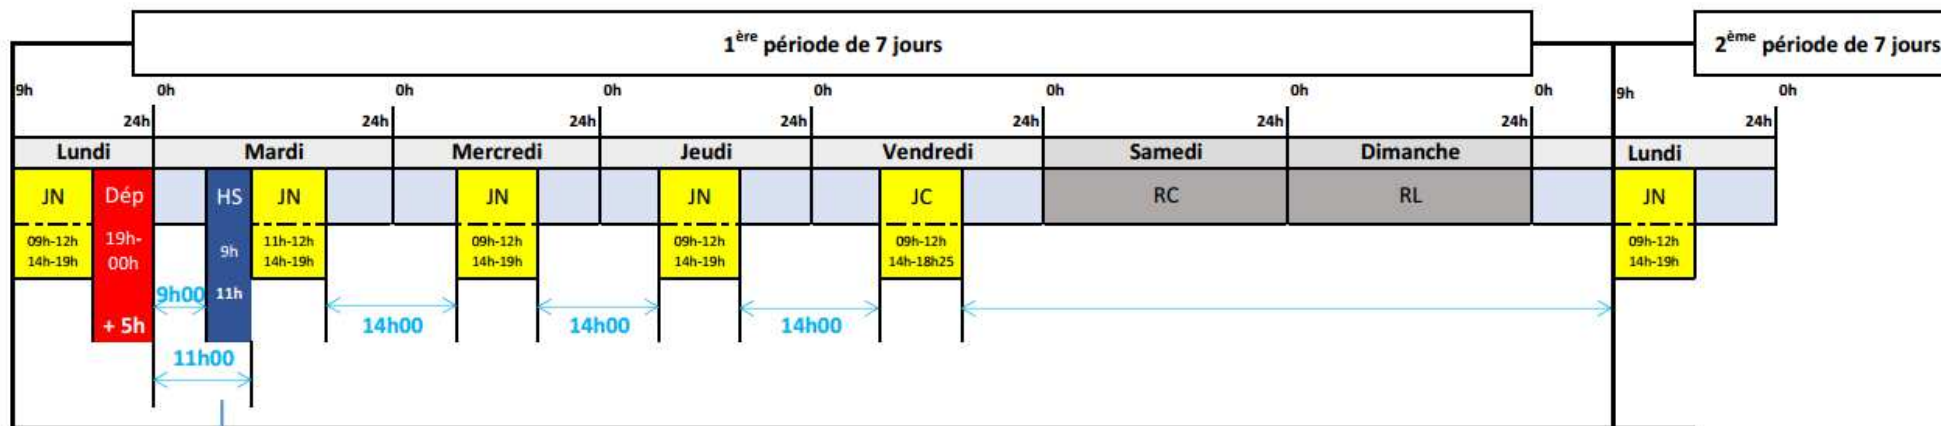 1ère période de 7 jours
2ème période de 7 jours
9h 0h 0h 0h 0h 0h 0h 0h 9h 0h
24h 24h 24h 24h 24h 24h 24h 24h
Lundi Mardi Mercredi Jeudi Vendredi Samedi Dimanche Lundi
JN Dép HS JN JN JN JC RC RL JN
09h-12h 19h- 9h 11h-12h 09h-12h 09h-12h 09h-12h 09h-12h
14h-19h 00h 14h-19h 14h-19h 14h-19h 14h-18h25 14h-19h
9h00 11h
+ 5h 14h00 14h00 14h00
11h00